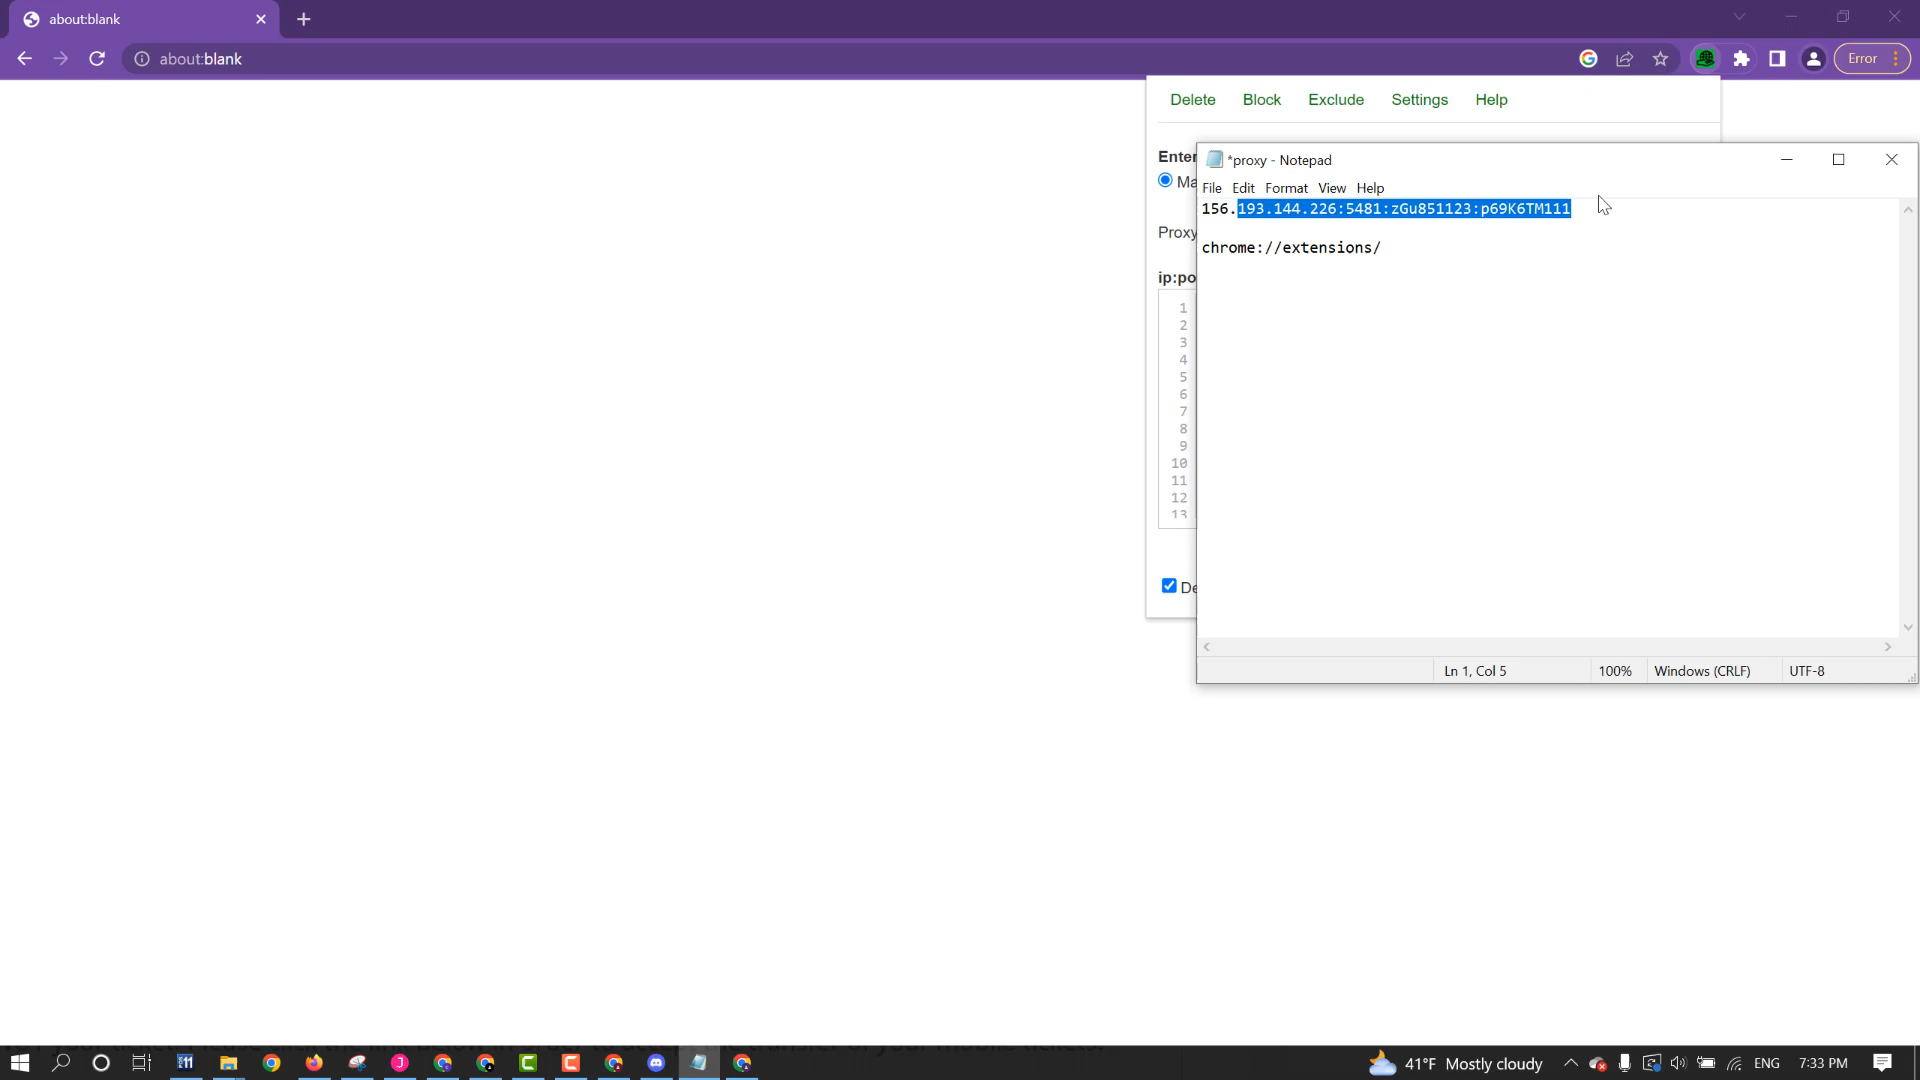 about:blank
about:blank
Error
Delete Block Exclude Settings Help
Enter
Ma
Proxy
ip:po
1
2
3
4
5
6
7
8
9
10
11
12
13
De
*proxy - Notepad
File Edit Format View Help
156.193.144.226:5481:zGu851123:p69K6TM111
chrome://extensions/
Ln 1, Col 5 100% Windows (CRLF) UTF-8
41°F Mostly cloudy ENG 7:33 PM